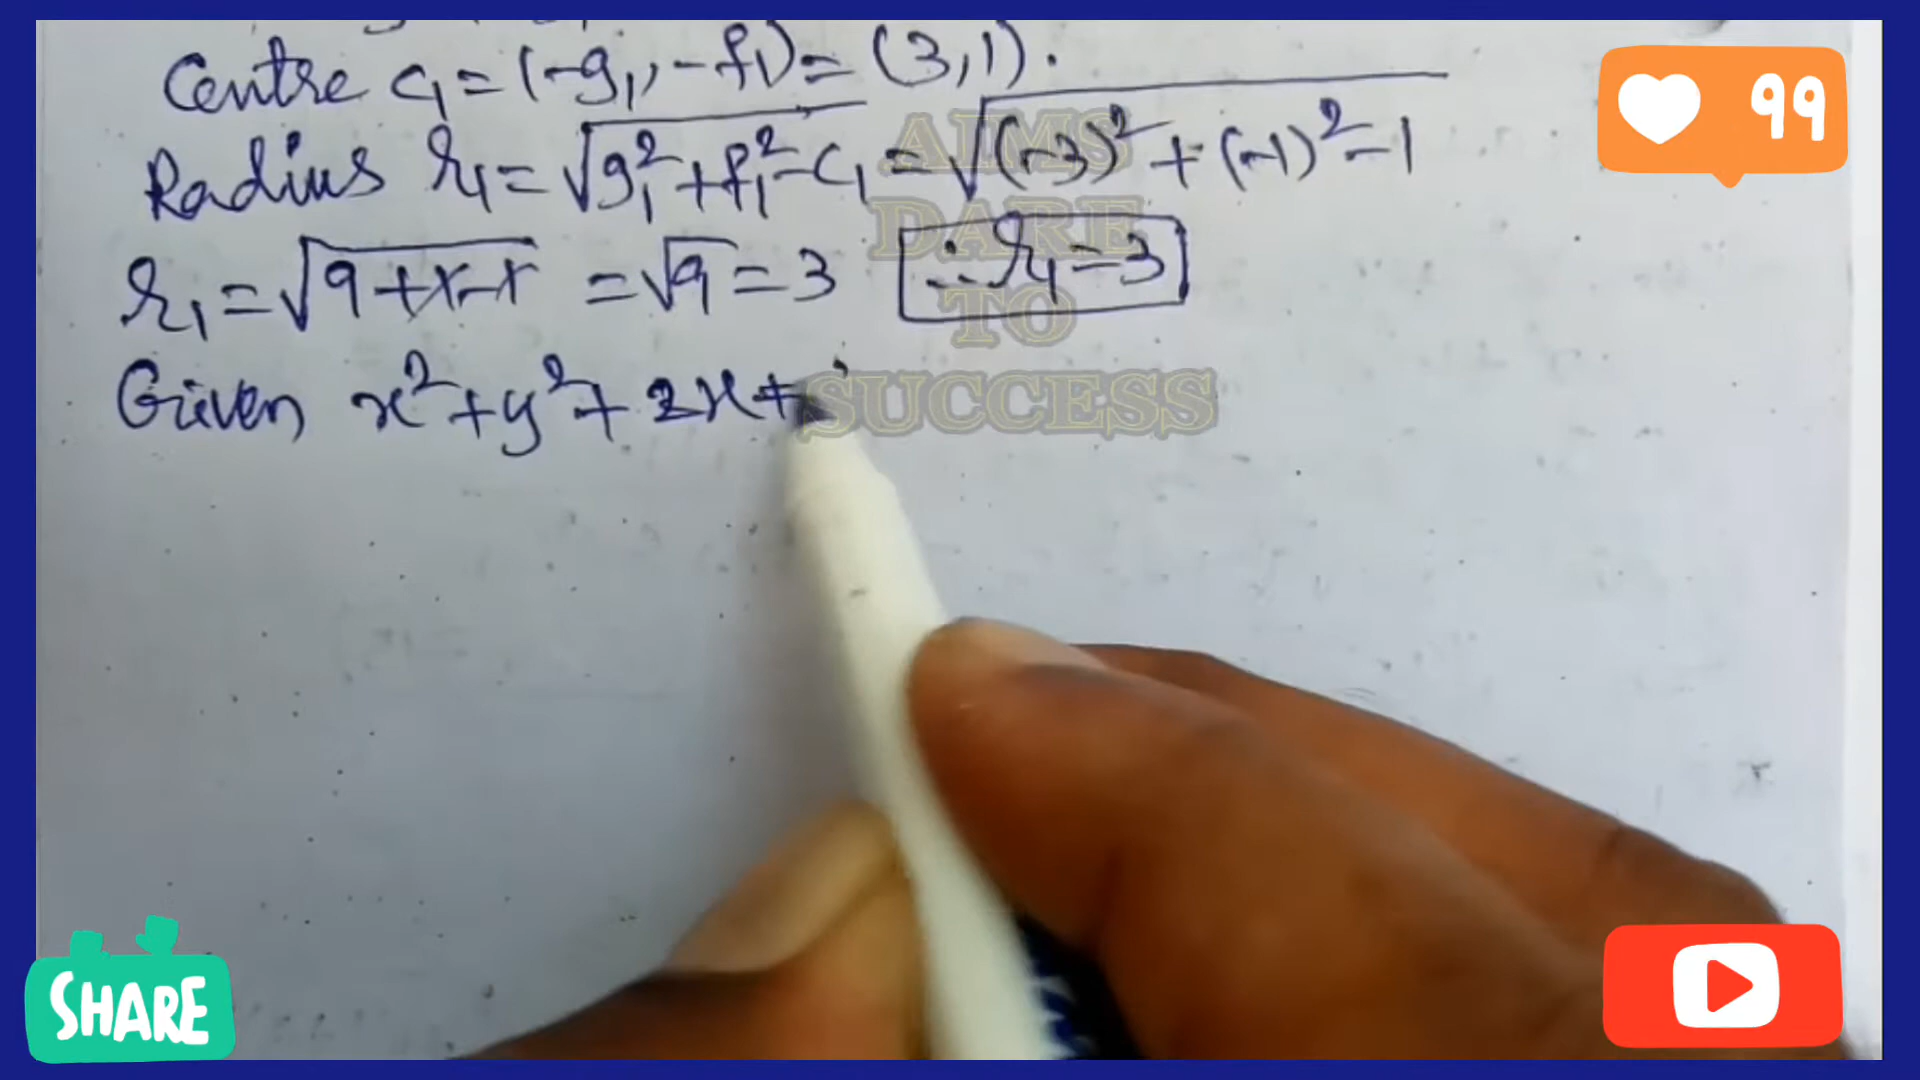 Centre c₁ = (-g₁, -f₁) = (3,1).
99
Radius r₁ = √(g₁² + f₁² - c₁) = √((-3)² + (-1)² - 1)
r₁ = √(9 + 1 - 1) = √9 = 3 ∴ r₁ = 3
Given x² + y² + 2x +
AIMS
DARE
TO
SUCCESS
SHARE